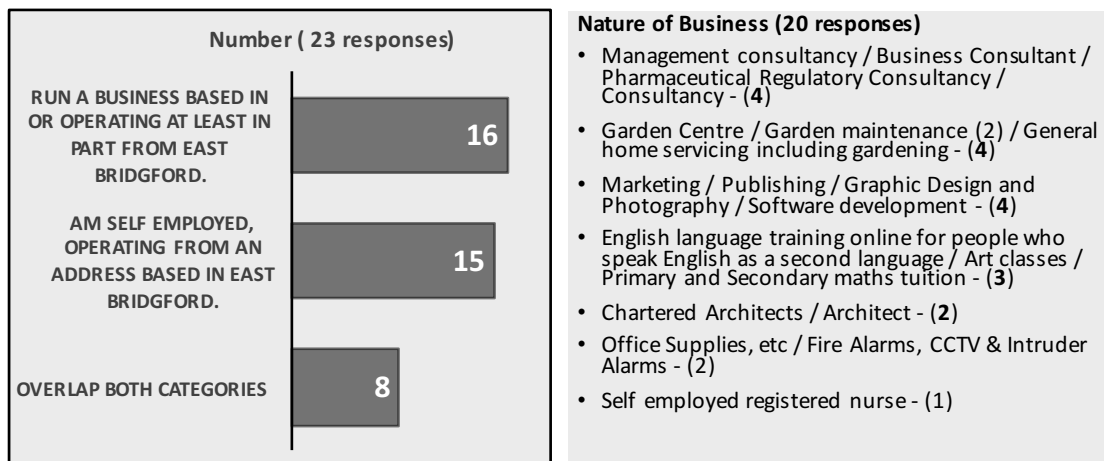 Number ( 23 responses)
RUN A BUSINESS BASED IN
OR OPERATING AT LEAST IN
PART FROM EAST
BRIDGFORD.
16
AM SELF EMPLOYED,
OPERATING FROM AN
ADDRESS BASED IN EAST
BRIDGFORD.
15
OVERLAP BOTH CATEGORIES
8
Nature of Business (20 responses)
• Management consultancy / Business Consultant /
Pharmaceutical Regulatory Consultancy /
Consultancy - (4)
• Garden Centre / Garden maintenance (2) / General
home servicing including gardening - (4)
• Marketing / Publishing / Graphic Design and
Photography / Software development - (4)
• English language training online for people who
speak English as a second language / Art classes /
Primary and Secondary maths tuition - (3)
• Chartered Architects / Architect - (2)
• Office Supplies, etc / Fire Alarms, CCTV & Intruder
Alarms - (2)
• Self employed registered nurse - (1)